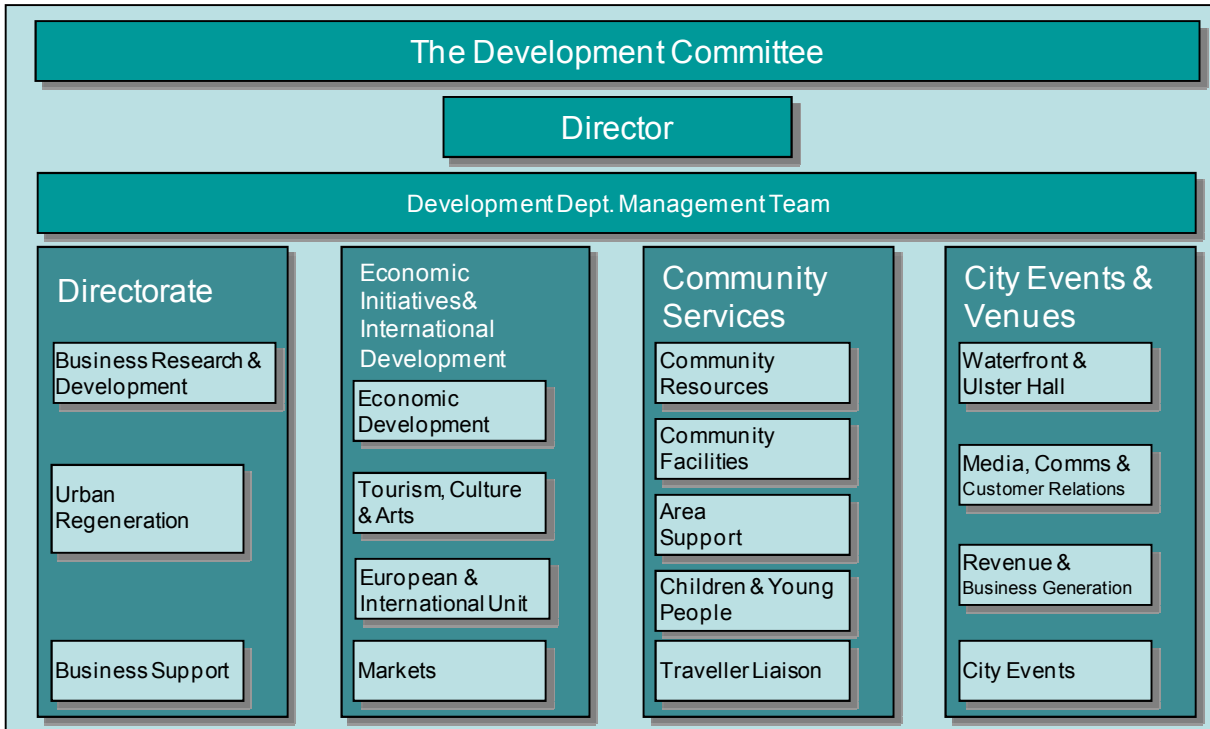 The Development Committee
Director
Development Dept. Management Team
Directorate
Business Research &
Development
Urban
Regeneration
Business Support
Economic
Initiatives&
International
Development
Economic
Development
Tourism, Culture
& Arts
European &
International Unit
Markets
Community
Services
Community
Resources
Community
Facilities
Area
Support
Children & Young
People
Traveller Liaison
City Events &
Venues
Waterfront &
Ulster Hall
Media, Comms &
Customer Relations
Revenue &
Business Generation
City Events